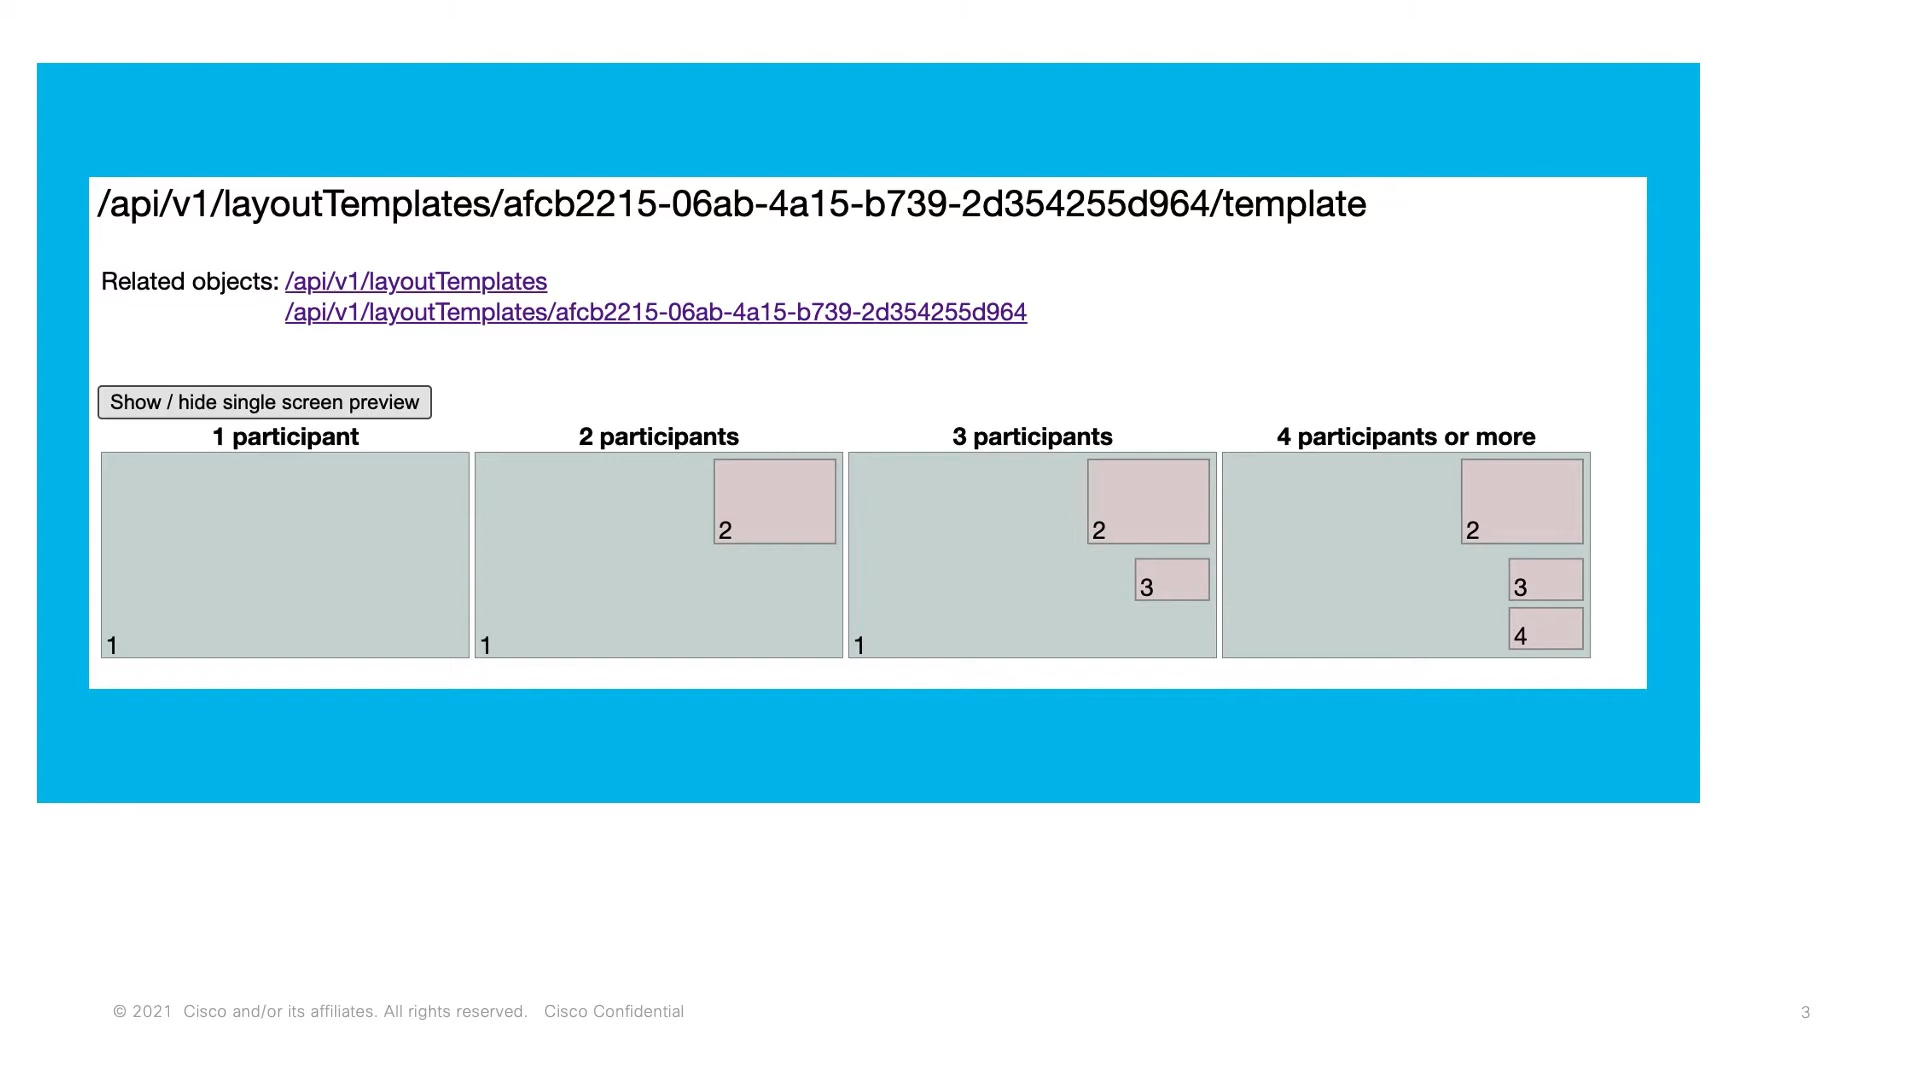 /api/v1/layoutTemplates/afcb2215-06ab-4a15-b739-2d354255d964/template
Related objects: /api/v1/layoutTemplates
/api/v1/layoutTemplates/afcb2215-06ab-4a15-b739-2d354255d964
Show / hide single screen preview
1 participant
2 participants
3 participants
4 participants or more
1
2
1
2
3
1
2
3
4
© 2021 Cisco and/or its affiliates. All rights reserved. Cisco Confidential
3